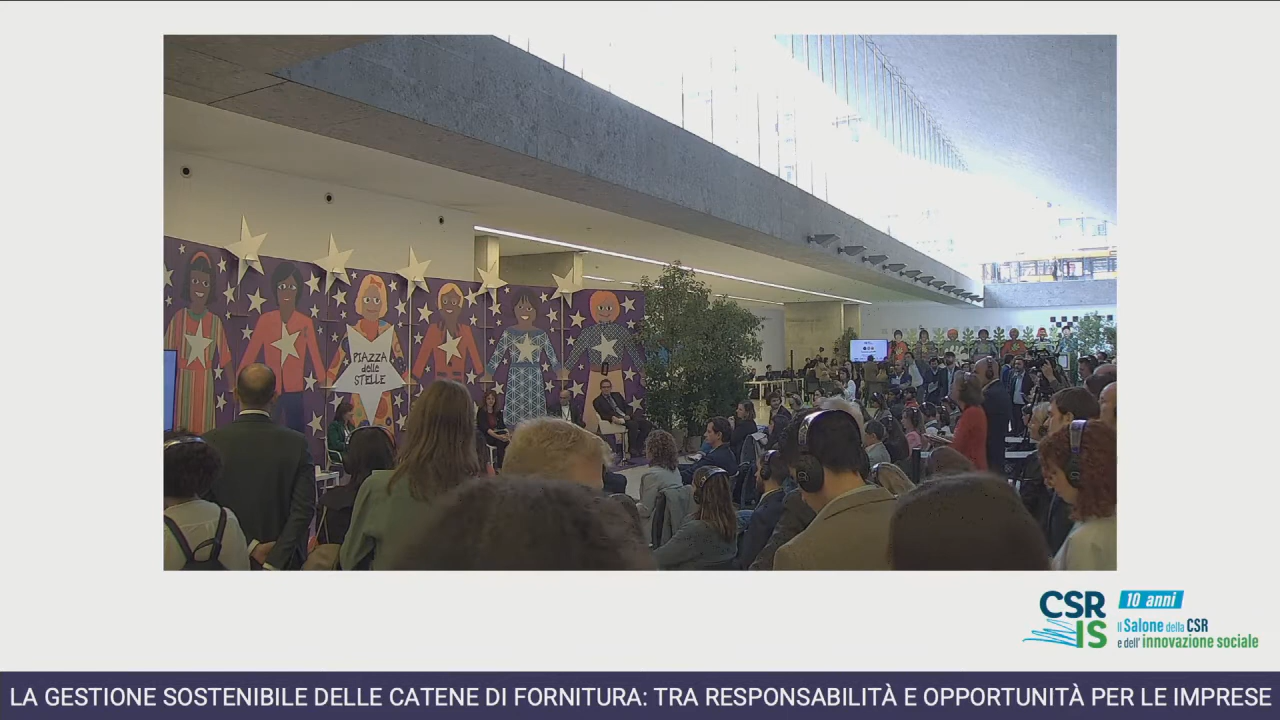 PIAZZA
delle
STELLE
CSR
IS
10 anni
Il Salone della CSR
e dell'innovazione sociale
LA GESTIONE SOSTENIBILE DELLE CATENE DI FORNITURA: TRA RESPONSABILITÀ E OPPORTUNITÀ PER LE IMPRESE